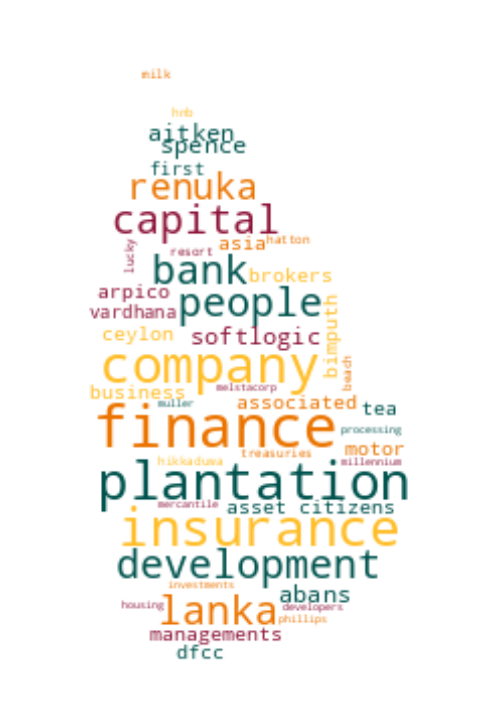 milk
hnb
aitken
spence
first
renuka
capital
asia
hatton
lucky
resort
bank
brokers
arpico
people
vardhana
bimputh
ceylon
softlogic
company
beach
business
melstacorp
muller
associated
tea
finance
processing
motor
treasuries
hikkaduwa
millennium
plantation
mercantile
asset citizens
insurance
development
investments
abans
housing
lanka
developers
phillips
managements
dfcc